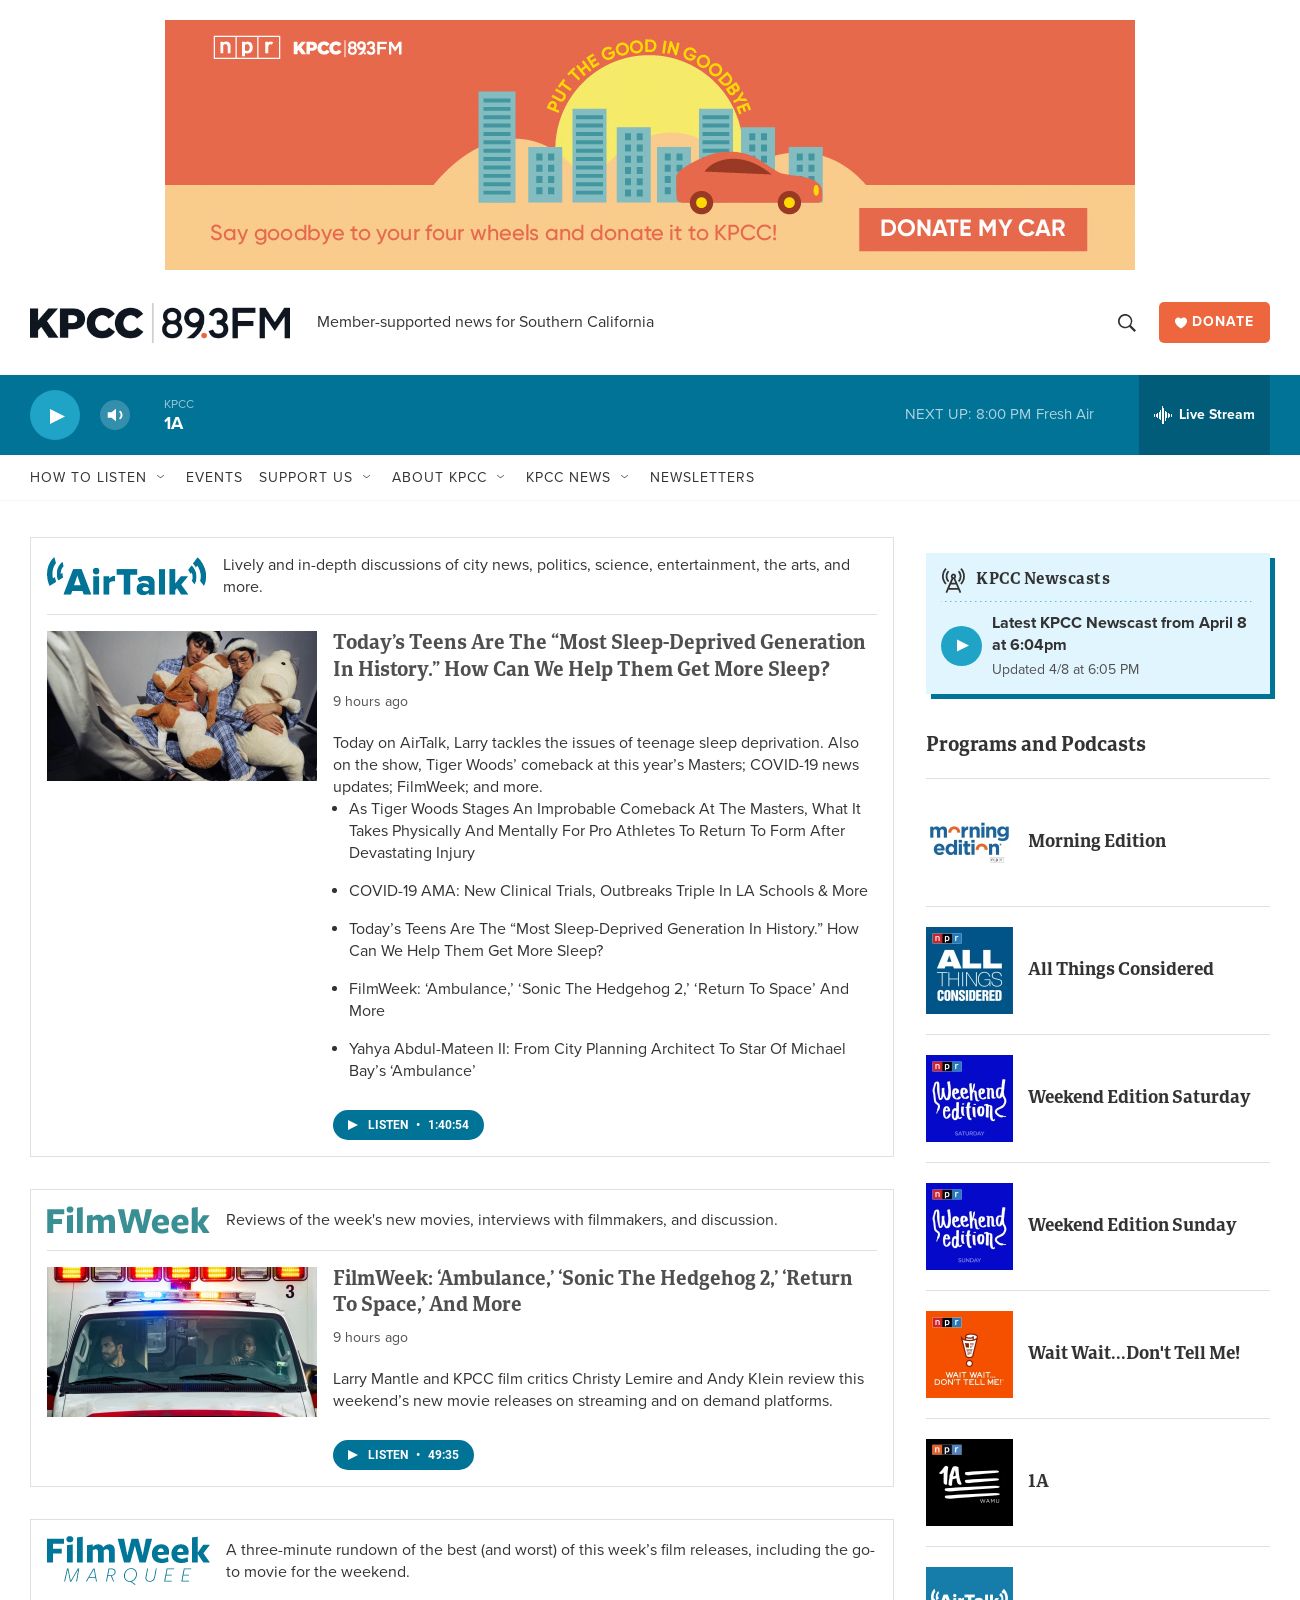 npr KPCC 89.3FM
PUT THE GOOD IN GOODBYE
Say goodbye to your four wheels and donate it to KPCC!
DONATE MY CAR
KPCC 89.3FM
Member-supported news for Southern California
DONATE
KPCC
1A
NEXT UP: 8:00 PM Fresh Air
Live Stream
HOW TO LISTEN EVENTS SUPPORT US ABOUT KPCC KPCC NEWS NEWSLETTERS
AirTalk
Lively and in-depth discussions of city news, politics, science, entertainment, the arts, and
more.
Today’s Teens Are The “Most Sleep-Deprived Generation
In History.” How Can We Help Them Get More Sleep?
9 hours ago
Today on AirTalk, Larry tackles the issues of teenage sleep deprivation. Also
on the show, Tiger Woods’ comeback at this year’s Masters; COVID-19 news
updates; FilmWeek; and more.
• As Tiger Woods Stages An Improbable Comeback At The Masters, What It
Takes Physically And Mentally For Pro Athletes To Return To Form After
Devastating Injury
• COVID-19 AMA: New Clinical Trials, Outbreaks Triple In LA Schools & More
• Today’s Teens Are The “Most Sleep-Deprived Generation In History.” How
Can We Help Them Get More Sleep?
• FilmWeek: ‘Ambulance,’ ‘Sonic The Hedgehog 2,’ ‘Return To Space’ And
More
• Yahya Abdul-Mateen II: From City Planning Architect To Star Of Michael
Bay’s ‘Ambulance’
LISTEN • 1:40:54
FilmWeek
Reviews of the week's new movies, interviews with filmmakers, and discussion.
3
FilmWeek: ‘Ambulance,’ ‘Sonic The Hedgehog 2,’ ‘Return
To Space,’ And More
9 hours ago
Larry Mantle and KPCC film critics Christy Lemire and Andy Klein review this
weekend’s new movie releases on streaming and on demand platforms.
LISTEN • 49:35
FilmWeek
MARQUEE
A three-minute rundown of the best (and worst) of this week’s film releases, including the go-
to movie for the weekend.
KPCC Newscasts
Latest KPCC Newscast from April 8
at 6:04pm
Updated 4/8 at 6:05 PM
Programs and Podcasts
morning
edition
npr
Morning Edition
npr
ALL
THINGS
CONSIDERED
All Things Considered
npr
Weekend
edition
SATURDAY
Weekend Edition Saturday
npr
Weekend
edition
SUNDAY
Weekend Edition Sunday
npr
WAIT WAIT...
DON'T TELL ME!
Wait Wait...Don't Tell Me!
npr
1A
WAMU
1A
AirTalk